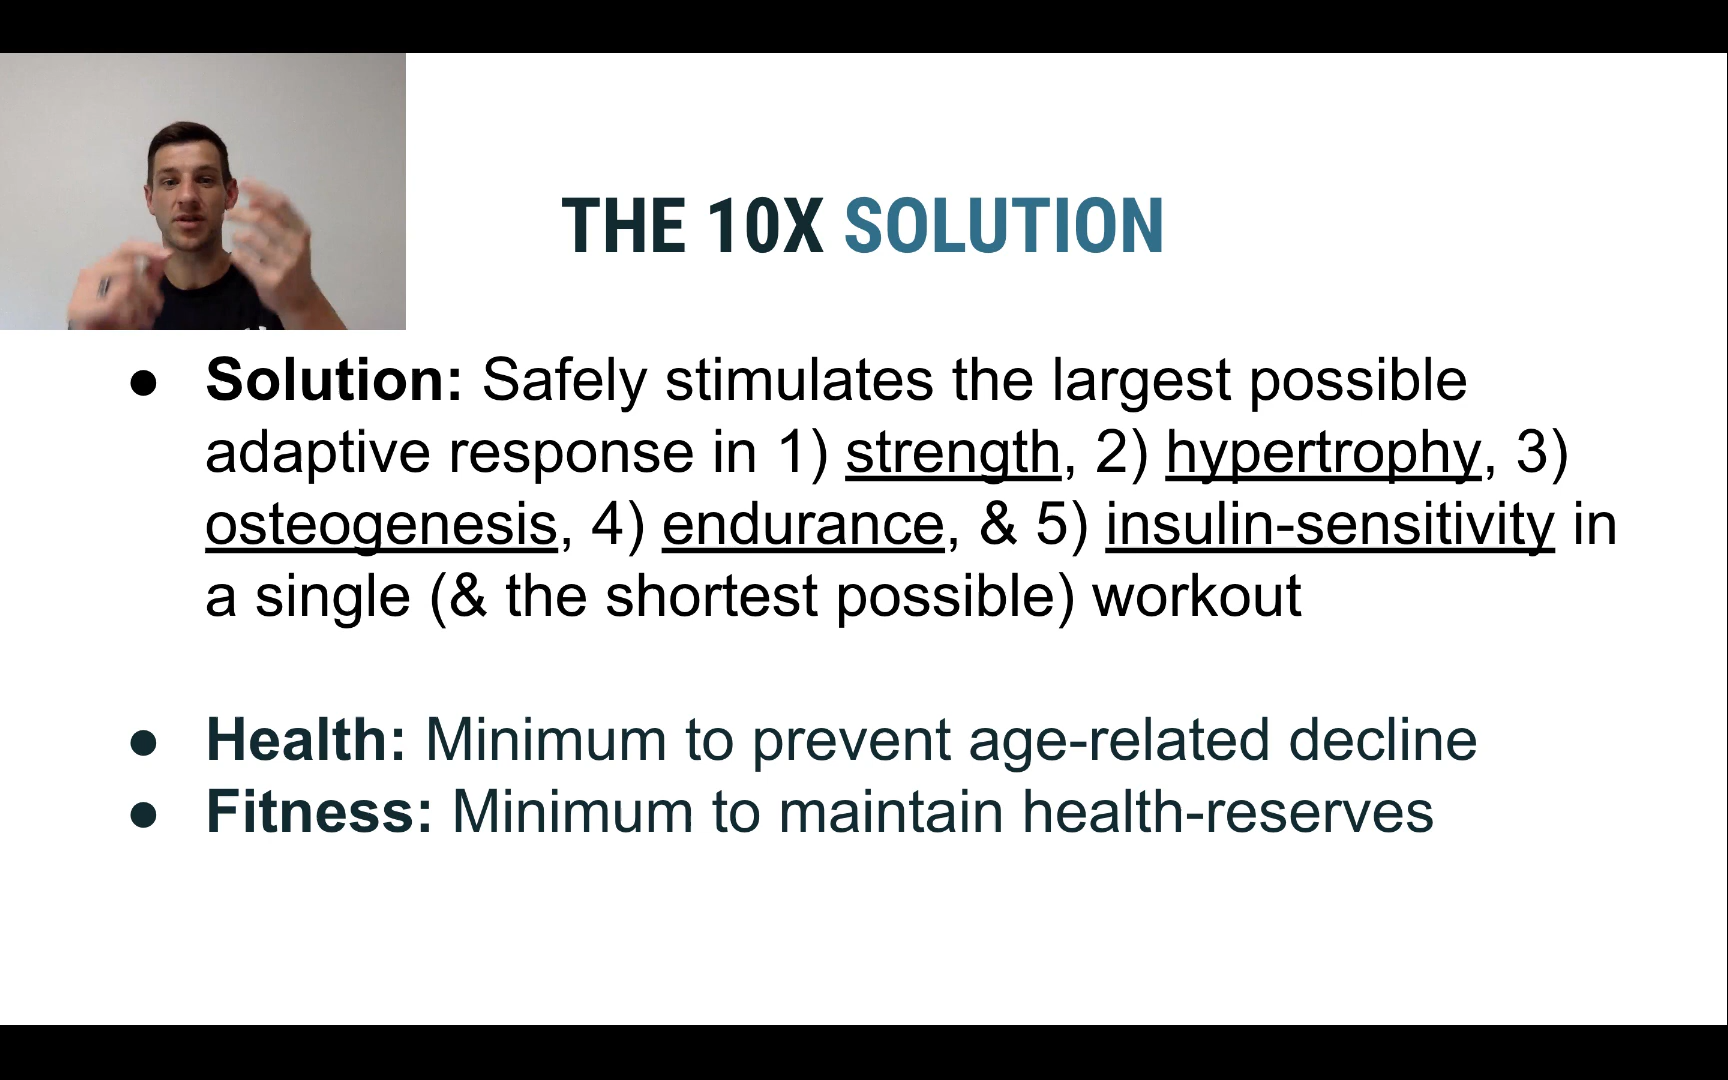 THE 10X SOLUTION
● Solution: Safely stimulates the largest possible
adaptive response in 1) strength, 2) hypertrophy, 3)
osteogenesis, 4) endurance, & 5) insulin-sensitivity in
a single (& the shortest possible) workout
● Health: Minimum to prevent age-related decline
● Fitness: Minimum to maintain health-reserves